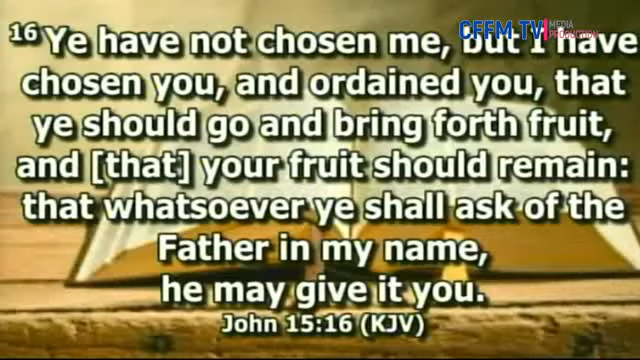 CFFM TV MEDIA
PRODUCTION
16 Ye have not chosen me, but I have
chosen you, and ordained you, that
ye should go and bring forth fruit,
and [that] your fruit should remain:
that whatsoever ye shall ask of the
Father in my name,
he may give it you.
John 15:16 (KJV)